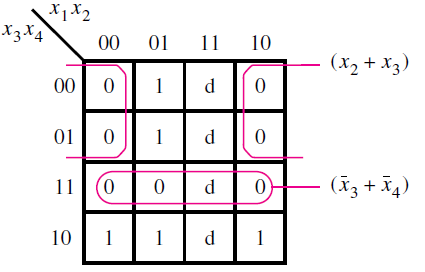 x₁x₂
x₃x₄
00 01 11 10
00 0 1 d 0 (x₂ + x₃)
01 0 1 d 0
11 0 0 d 0 (x̄₃ + x̄₄)
10 1 1 d 1